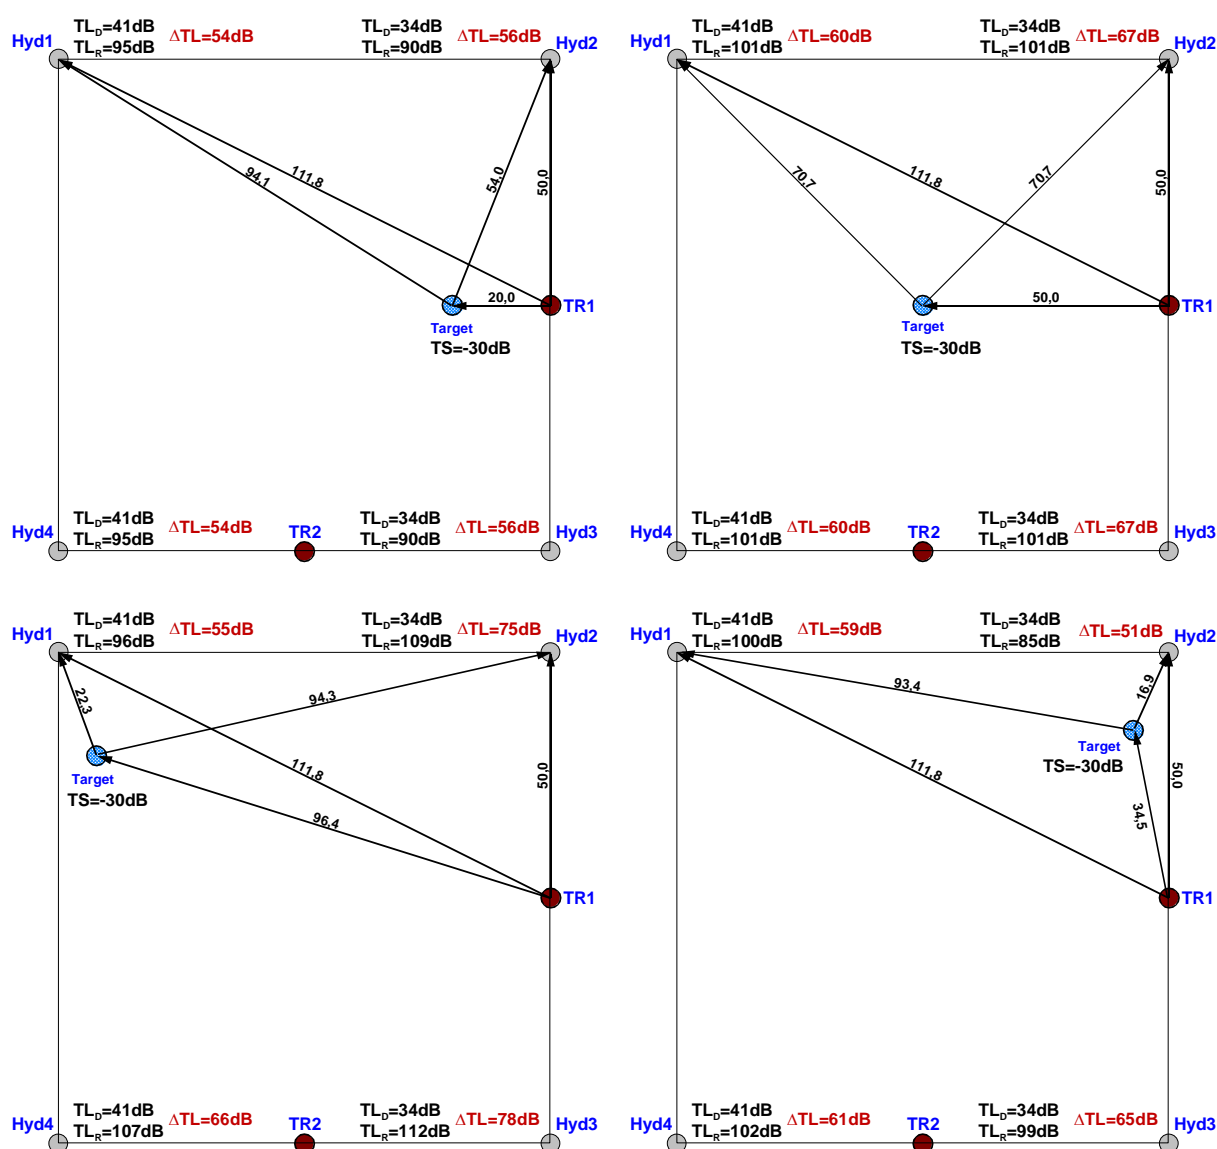 Hyd1
TL_D=41dB
TL_R=95dB
ΔTL=54dB
TL_D=34dB
TL_R=90dB
ΔTL=56dB
Hyd2
94,1
111,8
54,0
50,0
20,0
TR1
Target
TS=-30dB
Hyd4
TL_D=41dB
TL_R=95dB
ΔTL=54dB
TR2
TL_D=34dB
TL_R=90dB
ΔTL=56dB
Hyd3
Hyd1
TL_D=41dB
TL_R=101dB
ΔTL=60dB
TL_D=34dB
TL_R=101dB
ΔTL=67dB
Hyd2
70,7
111,8
70,7
50,0
50,0
TR1
Target
TS=-30dB
Hyd4
TL_D=41dB
TL_R=101dB
ΔTL=60dB
TR2
TL_D=34dB
TL_R=101dB
ΔTL=67dB
Hyd3
Hyd1
TL_D=41dB
TL_R=96dB
ΔTL=55dB
TL_D=34dB
TL_R=109dB
ΔTL=75dB
Hyd2
22,3
94,3
111,8
50,0
Target
TS=-30dB
96,4
TR1
Hyd4
TL_D=41dB
TL_R=107dB
ΔTL=66dB
TR2
TL_D=34dB
TL_R=112dB
ΔTL=78dB
Hyd3
Hyd1
TL_D=41dB
TL_R=100dB
ΔTL=59dB
TL_D=34dB
TL_R=85dB
ΔTL=51dB
Hyd2
93,4
16,9
Target
TS=-30dB
111,8
50,0
34,5
TR1
Hyd4
TL_D=41dB
TL_R=102dB
ΔTL=61dB
TR2
TL_D=34dB
TL_R=99dB
ΔTL=65dB
Hyd3